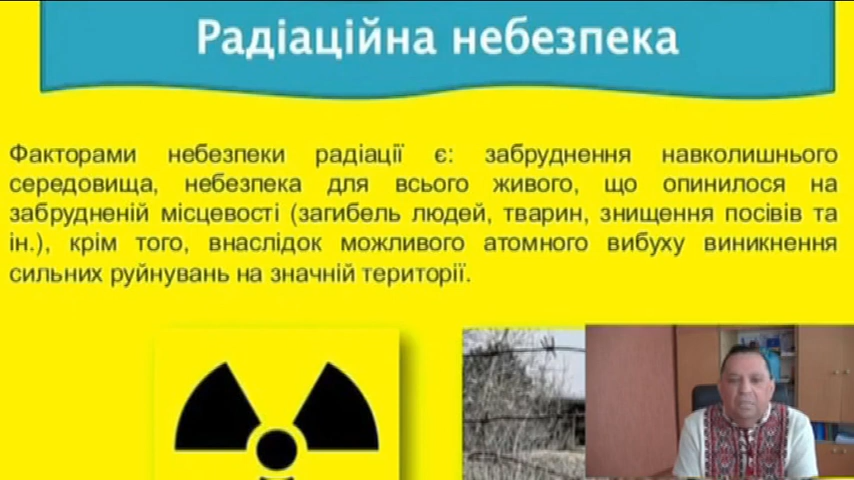 Радіаційна небезпека
Факторами небезпеки радіації є: забруднення навколишнього
середовища, небезпека для всього живого, що опинилося на
забрудненій місцевості (загибель людей, тварин, знищення посівів та
ін.), крім того, внаслідок можливого атомного вибуху виникнення
сильних руйнувань на значній території.